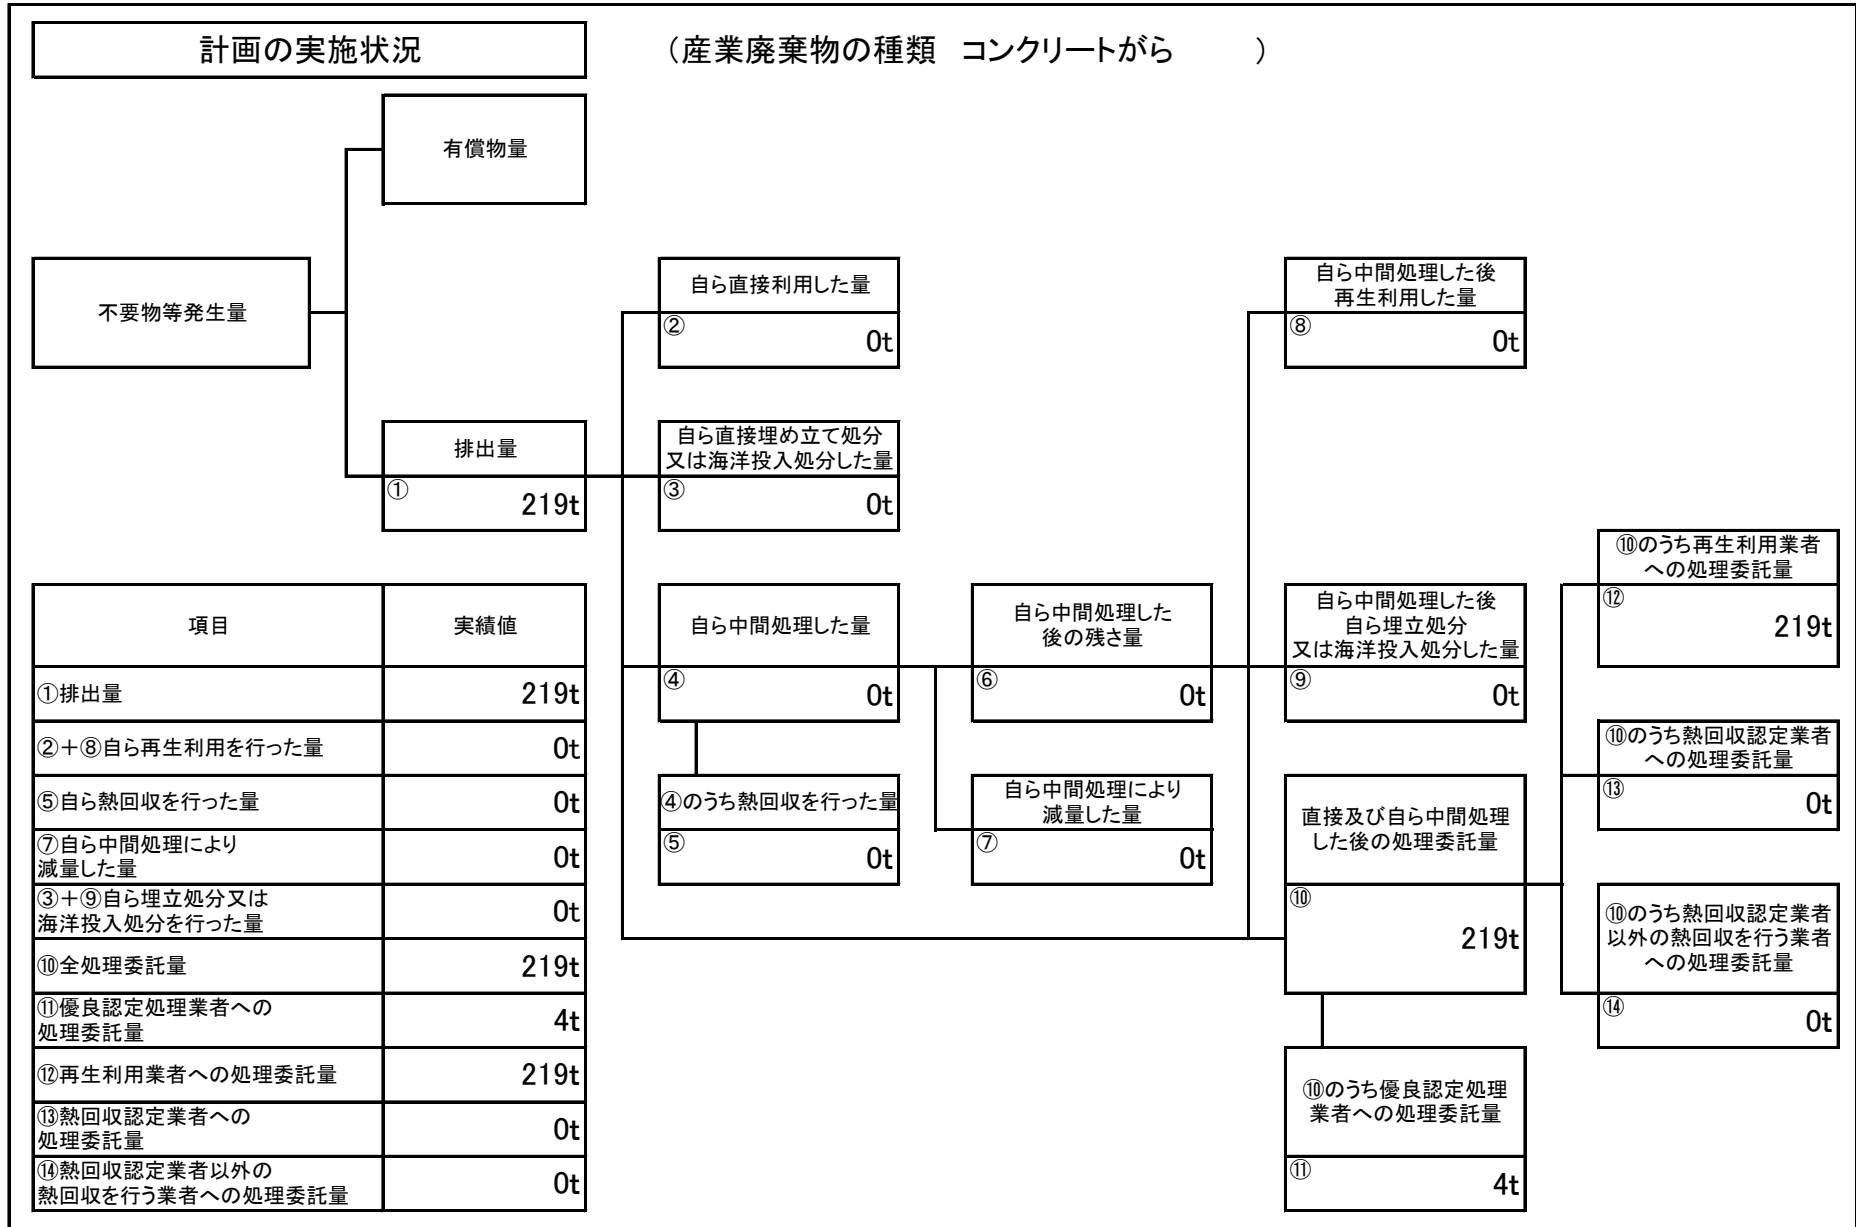 計画の実施状況
（産業廃棄物の種類　コンクリートがら　　　）
有償物量
不要物等発生量
自ら直接利用した量
②
0t
自ら中間処理した後
再生利用した量
⑧
0t
排出量
①
219t
自ら直接埋め立て処分
又は海洋投入処分した量
③
0t
⑩のうち再生利用業者
への処理委託量
⑫
219t
自ら中間処理した量
④
0t
自ら中間処理した
後の残さ量
⑥
0t
自ら中間処理した後
自ら埋立処分
又は海洋投入処分した量
⑨
0t
⑩のうち熱回収認定業者
への処理委託量
⑬
0t
④のうち熱回収を行った量
⑤
0t
自ら中間処理により
減量した量
⑦
0t
直接及び自ら中間処理
した後の処理委託量
⑩
219t
⑩のうち熱回収認定業者
以外の熱回収を行う業者
への処理委託量
⑭
0t
⑩のうち優良認定処理
業者への処理委託量
⑪
4t
項目 実績値
①排出量 219t
②＋⑧自ら再生利用を行った量 0t
⑤自ら熱回収を行った量 0t
⑦自ら中間処理により
減量した量 0t
③＋⑨自ら埋立処分又は
海洋投入処分を行った量 0t
⑩全処理委託量 219t
⑪優良認定処理業者への
処理委託量 4t
⑫再生利用業者への処理委託量 219t
⑬熱回収認定業者への
処理委託量 0t
⑭熱回収認定業者以外の
熱回収を行う業者への処理委託量 0t